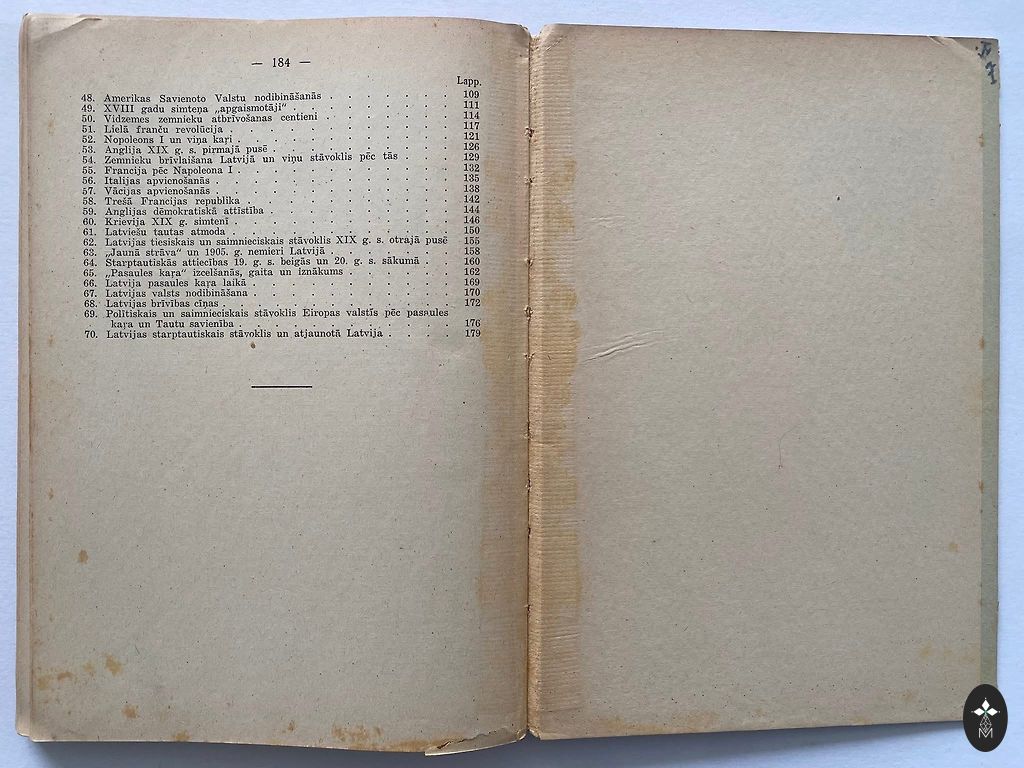 — 184 —
Lapp.
48. Amerikas Savienoto Valstu nodibināšanās . . . . . . . 109
49. XVIII gadu simteņa „apgaismotāji" . . . . . . . . . 111
50. Vidzemes zemnieku atbrīvošanas centieni . . . . . . . 114
51. Lielā franču revolūcija . . . . . . . . . . . . 117
52. Nopoleons I un viņa kaŗi . . . . . . . . . . . . 121
53. Anglija XIX g. s. pirmajā pusē . . . . . . . . . . 126
54. Zemnieku brīvlaišana Latvijā un viņu stāvoklis pēc tās . . . 129
55. Francija pēc Napoleona I . . . . . . . . . . . . 132
56. Italijas apvienošanās . . . . . . . . . . . . . 135
57. Vācijas apvienošanās . . . . . . . . . . . . . 138
58. Trešā Francijas republika . . . . . . . . . . . . 142
59. Anglijas dēmokratiskā attīstība . . . . . . . . . . 144
60. Krievija XIX g. simtenī . . . . . . . . . . . . 146
61. Latviešu tautas atmoda . . . . . . . . . . . . 150
62. Latvijas tiesiskais un saimnieciskais stāvoklis XIX g. s. otrajā pusē 155
63. „Jaunā strāva" un 1905. g. nemieri Latvijā . . . . . . . 158
64. Starptautiskās attiecības 19. g. s. beigās un 20. g. s. sākumā . . 160
65. „Pasaules kaŗa" izcelšanās, gaita un iznākums . . . . . . 162
66. Latvija pasaules kaŗa laikā . . . . . . . . . . . 169
67. Latvijas valsts nodibināšana . . . . . . . . . . . 170
68. Latvijas brīvības cīņas . . . . . . . . . . . . 172
69. Politiskais un saimnieciskais stāvoklis Eiropas valstīs pēc pasaules
kaŗa un Tautu savienība . . . . . . . . . . . . 176
70. Latvijas starptautiskais stāvoklis un atjaunotā Latvija . . . . 179